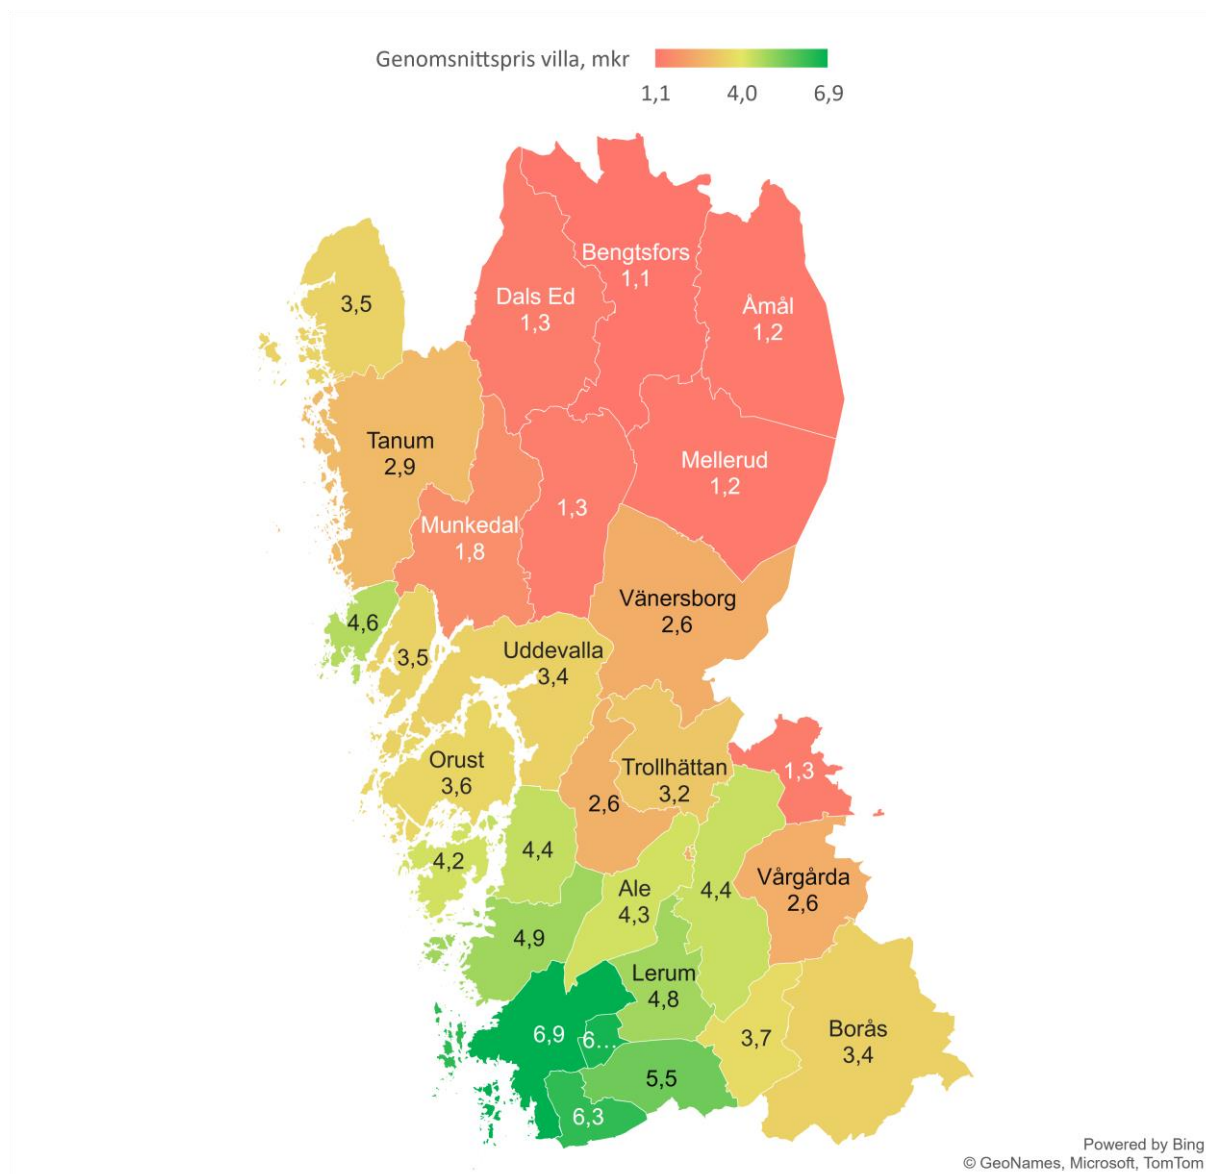 Genomsnittspris villa, mkr
1,1 4,0 6,9
Bengtsfors
1,1
Dals Ed
1,3
Åmål
1,2
3,5
Tanum
2,9
Mellerud
1,2
1,3
Munkedal
1,8
Vänersborg
2,6
4,6
3,5
Uddevalla
3,4
Orust
3,6
Trollhättan
3,2
1,3
2,6
4,2
4,4
Ale
4,3
4,4
Vårgårda
2,6
4,9
Lerum
4,8
6,9
6...
3,7
Borås
3,4
5,5
6,3
Powered by Bing
© GeoNames, Microsoft, TomTom